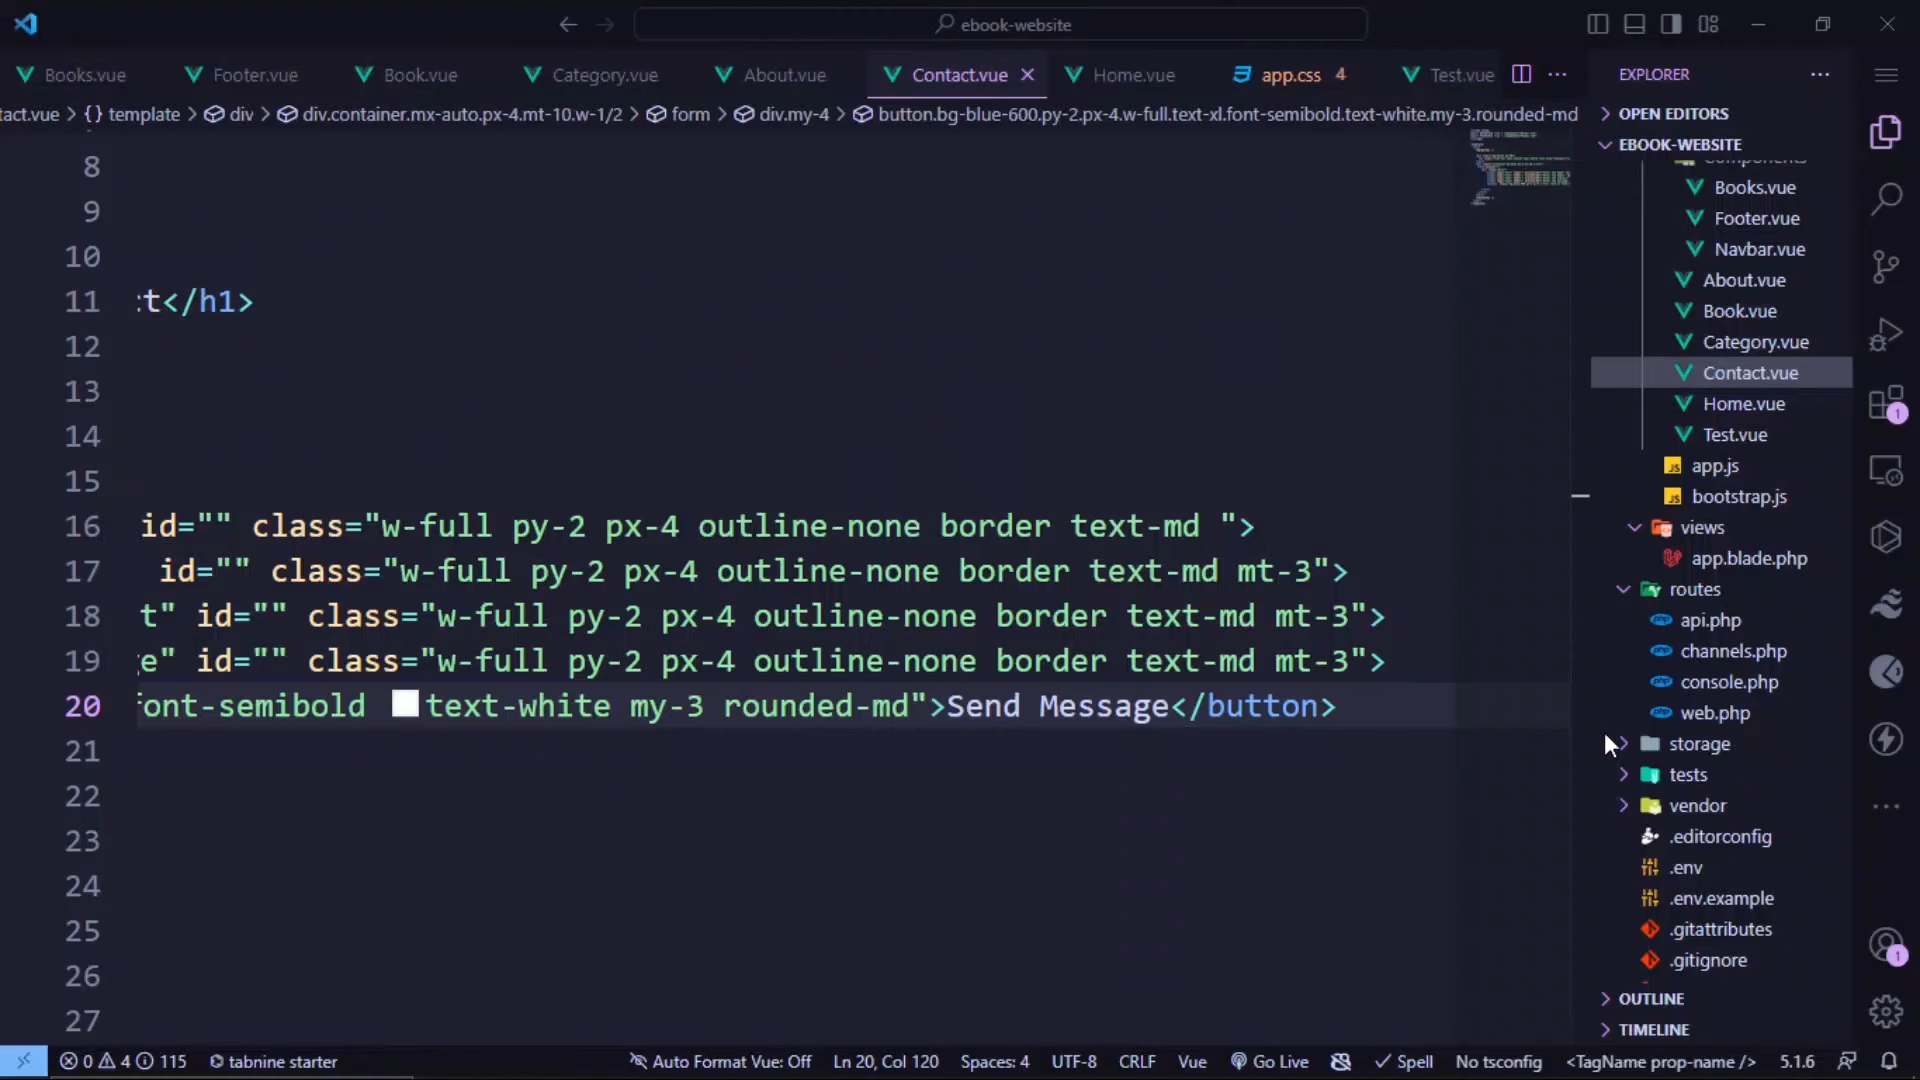 ebook-website
Books.vue
Footer.vue
Book.vue
Category.vue
About.vue
Contact.vue
Home.vue
app.css 4
Test.vue
EXPLORER
tact.vue > {} template > div > div.container.mx-auto.px-4.mt-10.w-1/2 > form > div.my-4 > button.bg-blue-600.py-2.px-4.w-full.text-xl.font-semibold.text-white.my-3.rounded-md
8
9
10
11 t</h1>
12
13
14
15
16 id="" class="w-full py-2 px-4 outline-none border text-md ">
17 id="" class="w-full py-2 px-4 outline-none border text-md mt-3">
18 t" id="" class="w-full py-2 px-4 outline-none border text-md mt-3">
19 e" id="" class="w-full py-2 px-4 outline-none border text-md mt-3">
20 font-semibold text-white my-3 rounded-md">Send Message</button>
21
22
23
24
25
26
27
OPEN EDITORS
EBOOK-WEBSITE
Components
Books.vue
Footer.vue
Navbar.vue
About.vue
Book.vue
Category.vue
Contact.vue
Home.vue
Test.vue
JS app.js
JS bootstrap.js
views
app.blade.php
routes
php api.php
php channels.php
php console.php
php web.php
storage
tests
vendor
.editorconfig
.env
.env.example
.gitattributes
.gitignore
OUTLINE
TIMELINE
1
1
0 4 115 tabnine starter
Auto Format Vue: Off Ln 20, Col 120 Spaces: 4 UTF-8 CRLF Vue Go Live Spell No tsconfig <TagName prop-name /> 5.1.6